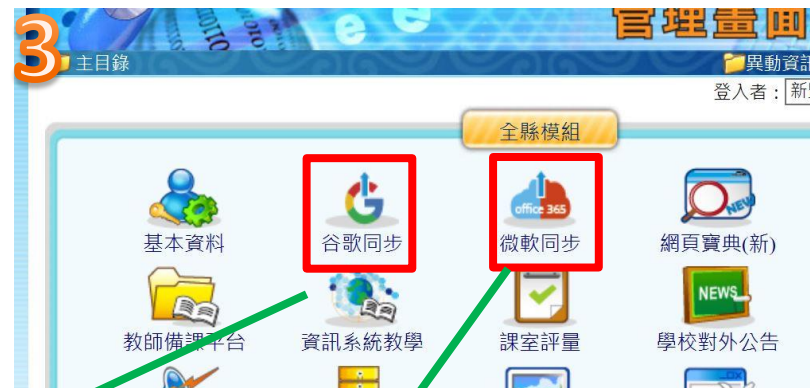 3
管理畫面
主目錄
異動資訊
登入者：新
全縣模組
office 365
NEW
基本資料
谷歌同步
微軟同步
網頁寶典(新)
NEWS
教師備課平台
資訊系統教學
課室評量
學校對外公告